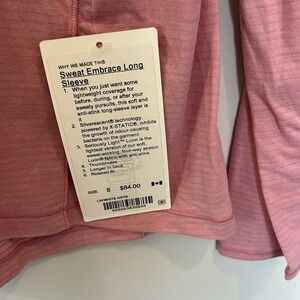 WHY WE MADE THIS
Sweat Embrace Long
Sleeve
1. When you just want some
lightweight coverage for
before, during, or after your
sweaty pursuits, this soft and
anti-stink long-sleeve layer is
it
2. Silverescent® technology,
powered by X-STATIC®, inhibits
the growth of odour-causing
bacteria on the garment
3. Seriously Light™ Luon is the
lightest version of our soft,
sweat-wicking, four-way stretch
Luon® fabric with anti-stink
4. Thumbholes
5. Longer in back
6. Relaxed fit
SIZE 6 $64.00